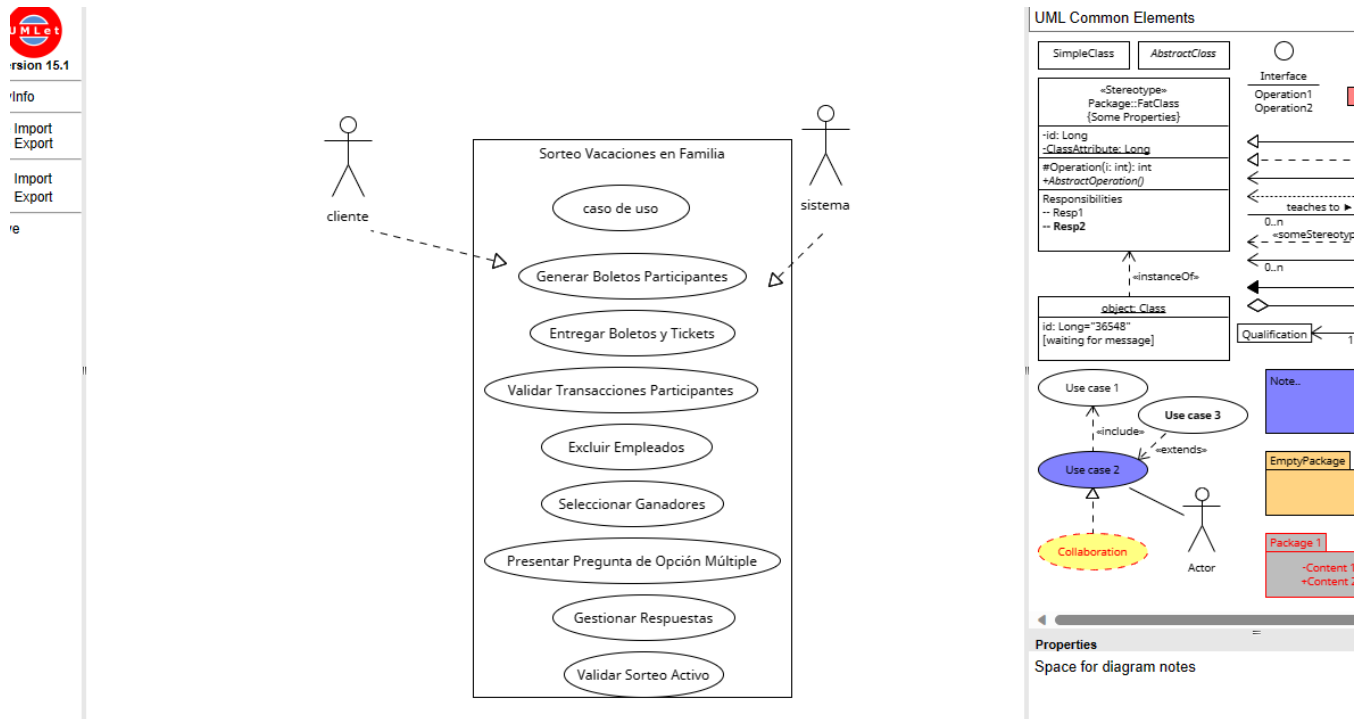 UMLet
ersion 15.1
Info
Import
Export
Import
Export
cliente
sistema
Sorteo Vacaciones en Familia
caso de uso
Generar Boletos Participantes
Entregar Boletos y Tickets
Validar Transacciones Participantes
Excluir Empleados
Seleccionar Ganadores
Presentar Pregunta de Opción Múltiple
Gestionar Respuestas
Validar Sorteo Activo
UML Common Elements
SimpleClass
AbstractClass
«Stereotype»
Package::FatClass
{Some Properties}
-id: Long
-ClassAttribute: Long
#Operation(i: int): int
+AbstractOperation()
Responsibilities
-- Resp1
-- Resp2
Interface
Operation1
Operation2
teaches to ►
0..n
«someStereotyp
0..n
«instanceOf»
object: Class
id: Long="36548"
[waiting for message]
Qualification
1
Use case 1
Use case 3
«include»
«extends»
Use case 2
Collaboration
Actor
Note..
EmptyPackage
Package 1
-Content 1
+Content 2
Properties
Space for diagram notes